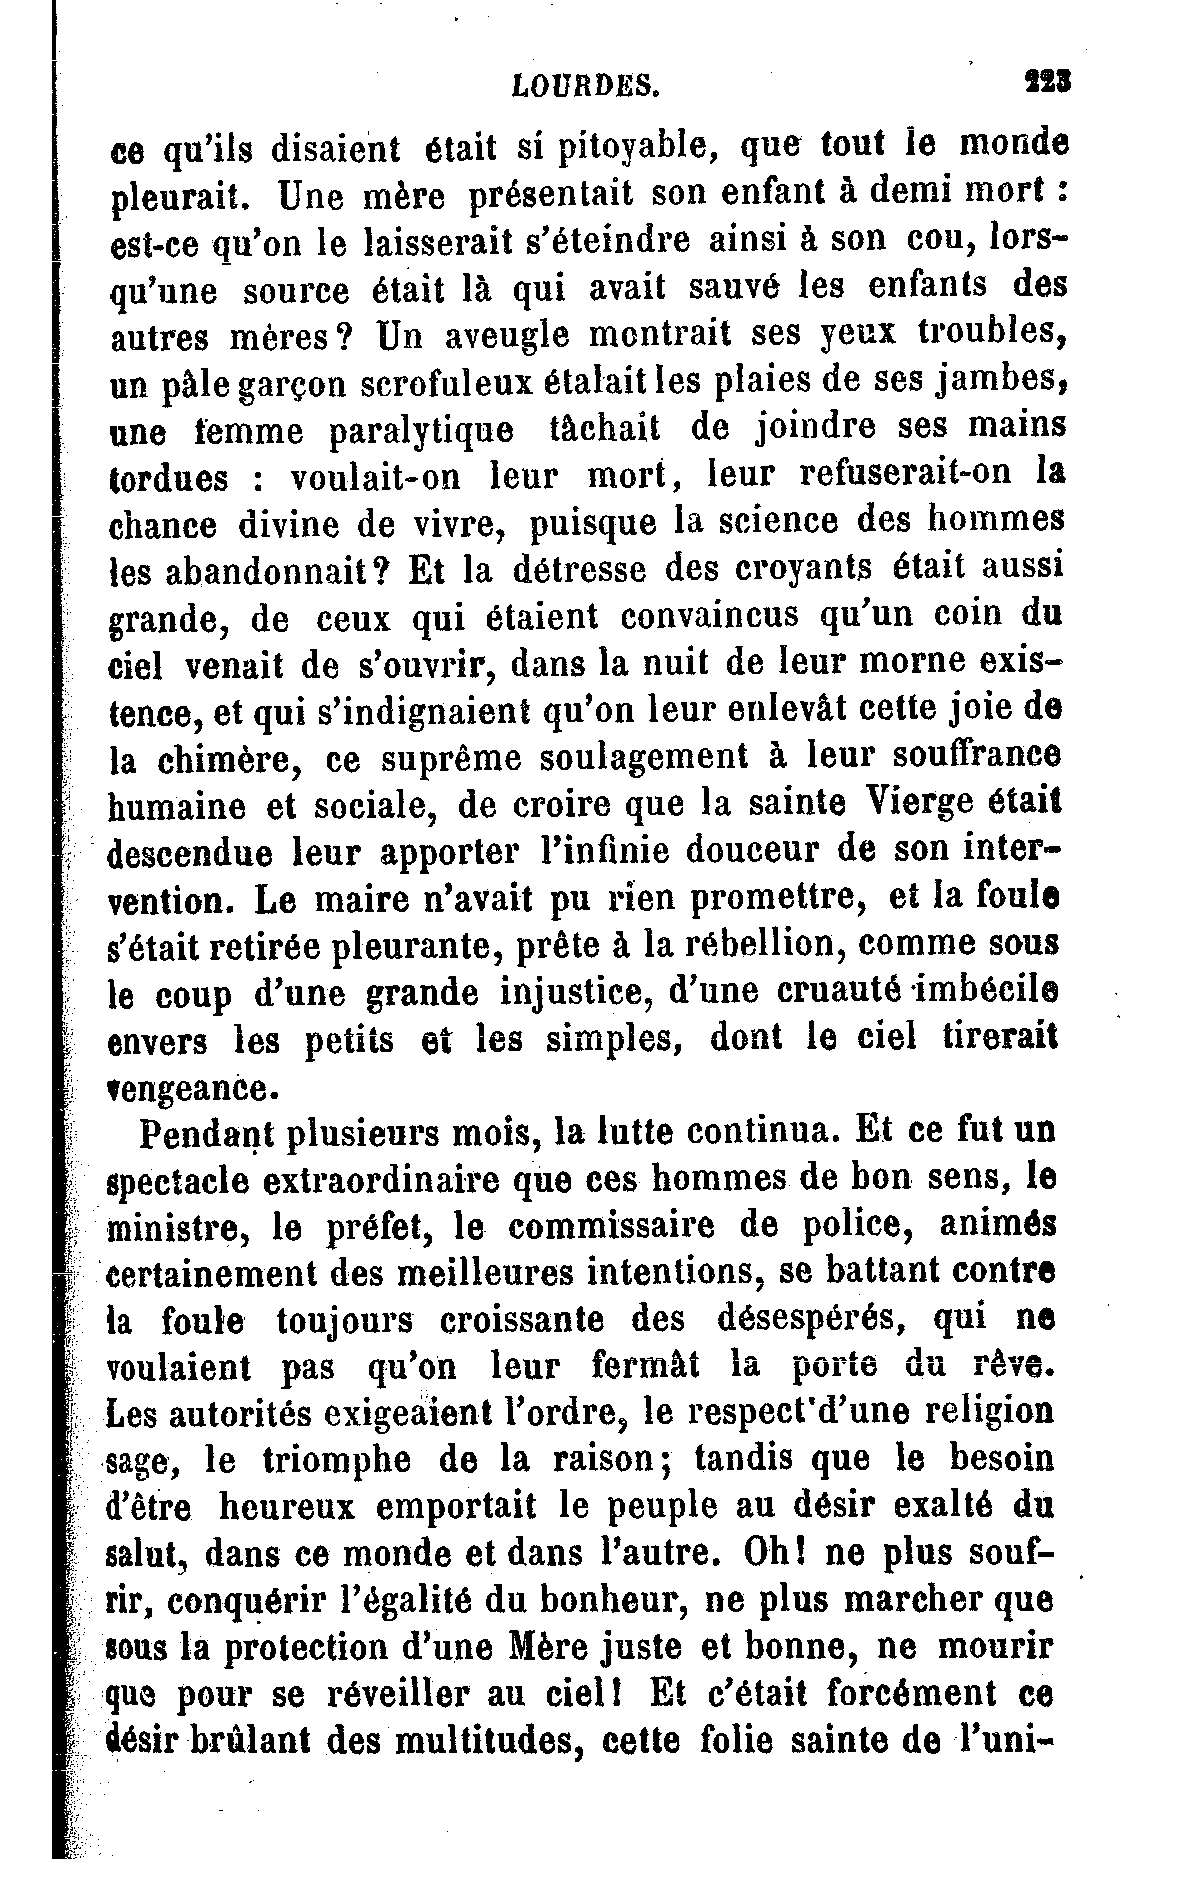 LOURDES. 223
ce qu'ils disaient était si pitoyable, que tout le monde
pleurait. Une mère présentait son enfant à demi mort :
est-ce qu'on le laisserait s'éteindre ainsi à son cou, lors-
qu'une source était là qui avait sauvé les enfants des
autres mères? Un aveugle montrait ses yeux troubles,
un pâle garçon scrofuleux étalait les plaies de ses jambes,
une femme paralytique tâchait de joindre ses mains
tordues : voulait-on leur mort, leur refuserait-on la
chance divine de vivre, puisque la science des hommes
les abandonnait? Et la détresse des croyants était aussi
grande, de ceux qui étaient convaincus qu'un coin du
ciel venait de s'ouvrir, dans la nuit de leur morne exis-
tence, et qui s'indignaient qu'on leur enlevât cette joie de
la chimère, ce suprême soulagement à leur souffrance
humaine et sociale, de croire que la sainte Vierge était
descendue leur apporter l'infinie douceur de son inter-
vention. Le maire n'avait pu rien promettre, et la foule
s'était retirée pleurante, prête à la rébellion, comme sous
le coup d'une grande injustice, d'une cruauté imbécile
envers les petits et les simples, dont le ciel tirerait
vengeance.
Pendant plusieurs mois, la lutte continua. Et ce fut un
spectacle extraordinaire que ces hommes de bon sens, le
ministre, le préfet, le commissaire de police, animés
certainement des meilleures intentions, se battant contre
la foule toujours croissante des désespérés, qui ne
voulaient pas qu'on leur fermât la porte du rêve.
Les autorités exigeaient l'ordre, le respect d'une religion
sage, le triomphe de la raison; tandis que le besoin
d'être heureux emportait le peuple au désir exalté du
salut, dans ce monde et dans l'autre. Oh! ne plus souf-
rir, conquérir l'égalité du bonheur, ne plus marcher que
sous la protection d'une Mère juste et bonne, ne mourir
que pour se réveiller au ciel! Et c'était forcément ce
désir brûlant des multitudes, cette folie sainte de l'uni-